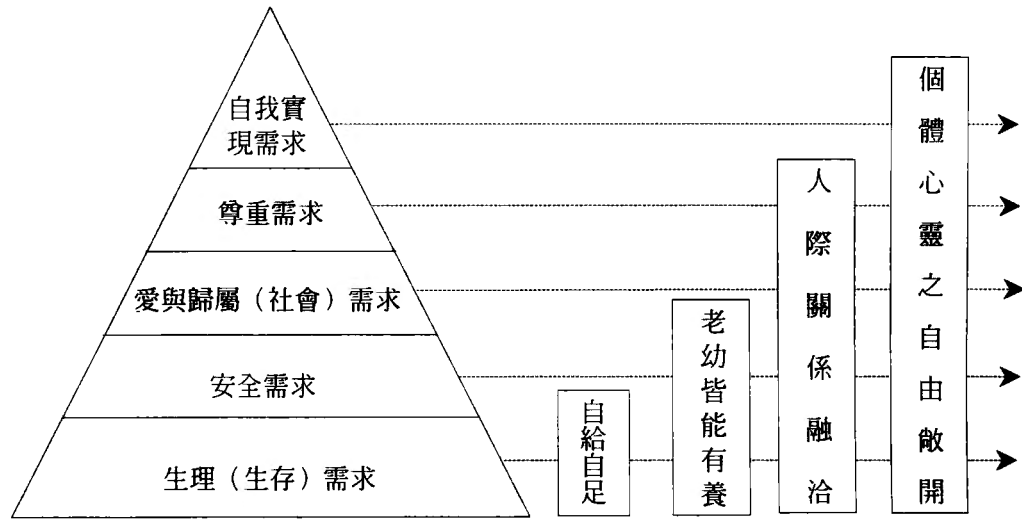 自我實
現需求
尊重需求
愛與歸屬（社會）需求
安全需求
生理（生存）需求
自給自足
老幼皆能有養
人際關係融洽
個體心靈之自由敞開